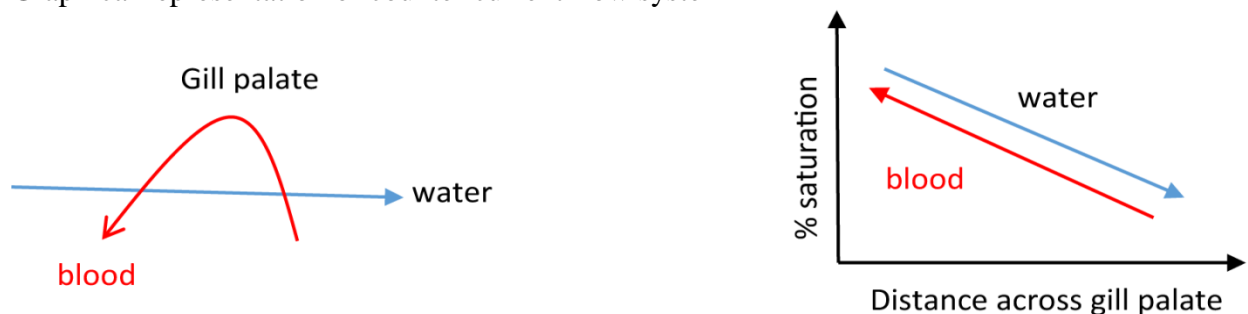 Gill palate
water
blood
% saturation
water
blood
Distance across gill palate